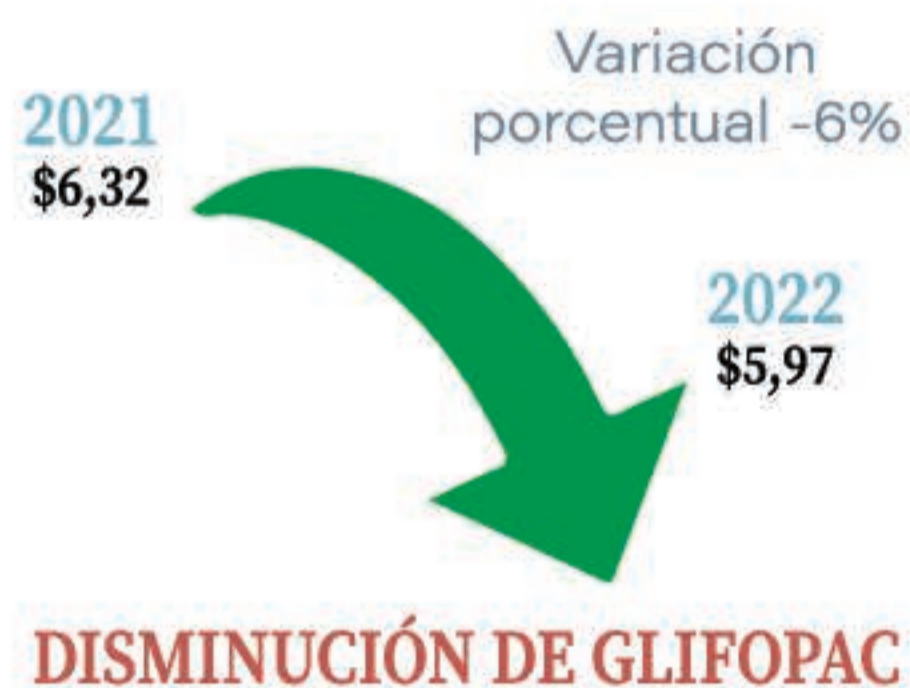 Variación
porcentual -6%
2021
$6,32
2022
$5,97
DISMINUCIÓN DE GLIFOPAC